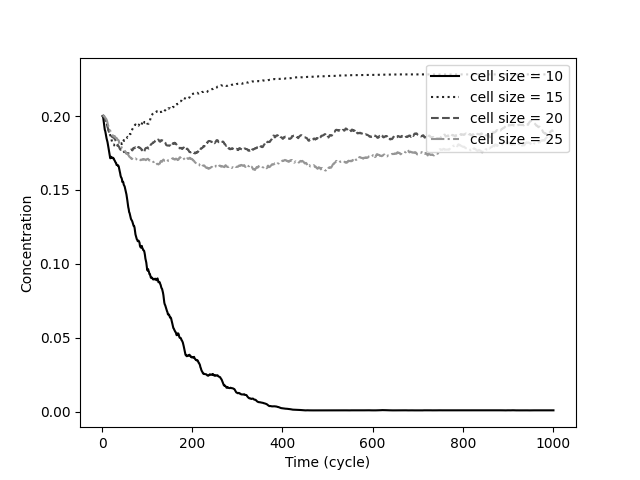 cell size = 10
cell size = 15
cell size = 20
cell size = 25
0.20
0.15
0.10
0.05
0.00
Concentration
0 200 400 600 800 1000
Time (cycle)